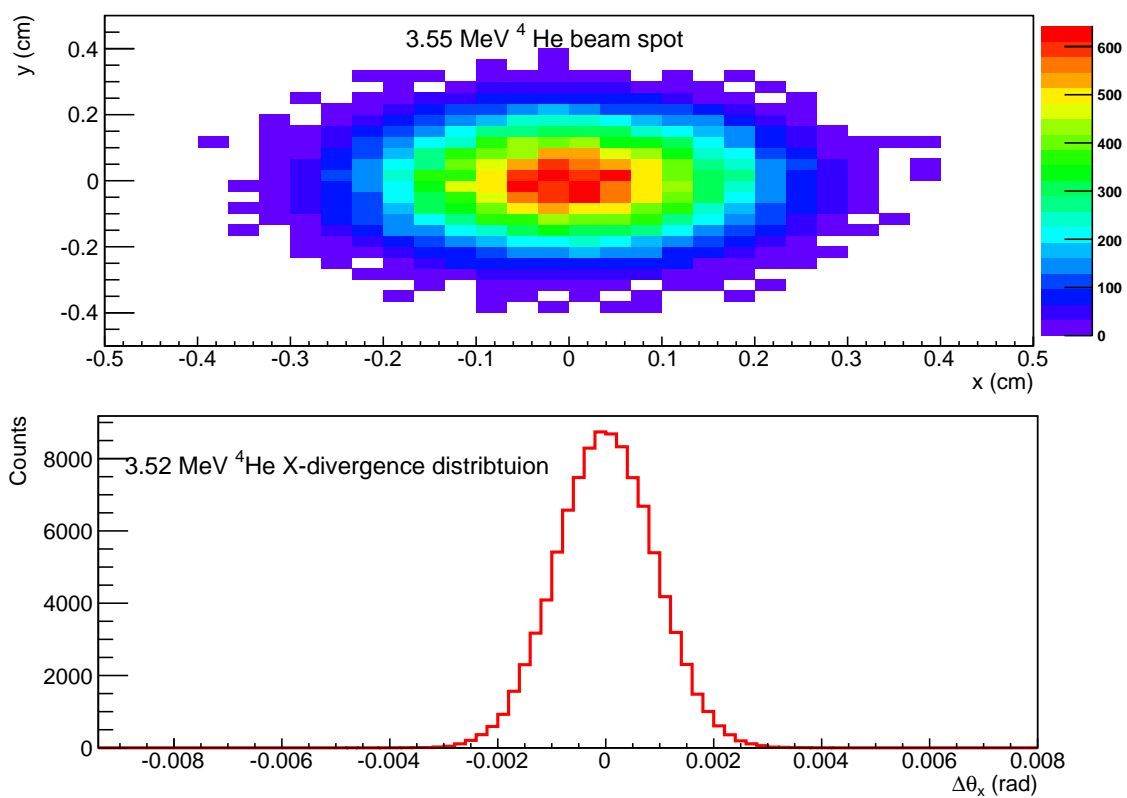 3.55 MeV ⁴ He beam spot
y (cm)
0.4
0.2
0
-0.2
-0.4
-0.5 -0.4 -0.3 -0.2 -0.1 0 0.1 0.2 0.3 0.4 0.5
x (cm)
600
500
400
300
200
100
0
3.52 MeV ⁴He X-divergence distribtuion
Counts
8000
6000
4000
2000
0
-0.008 -0.006 -0.004 -0.002 0 0.002 0.004 0.006 0.008
Δθₓ (rad)